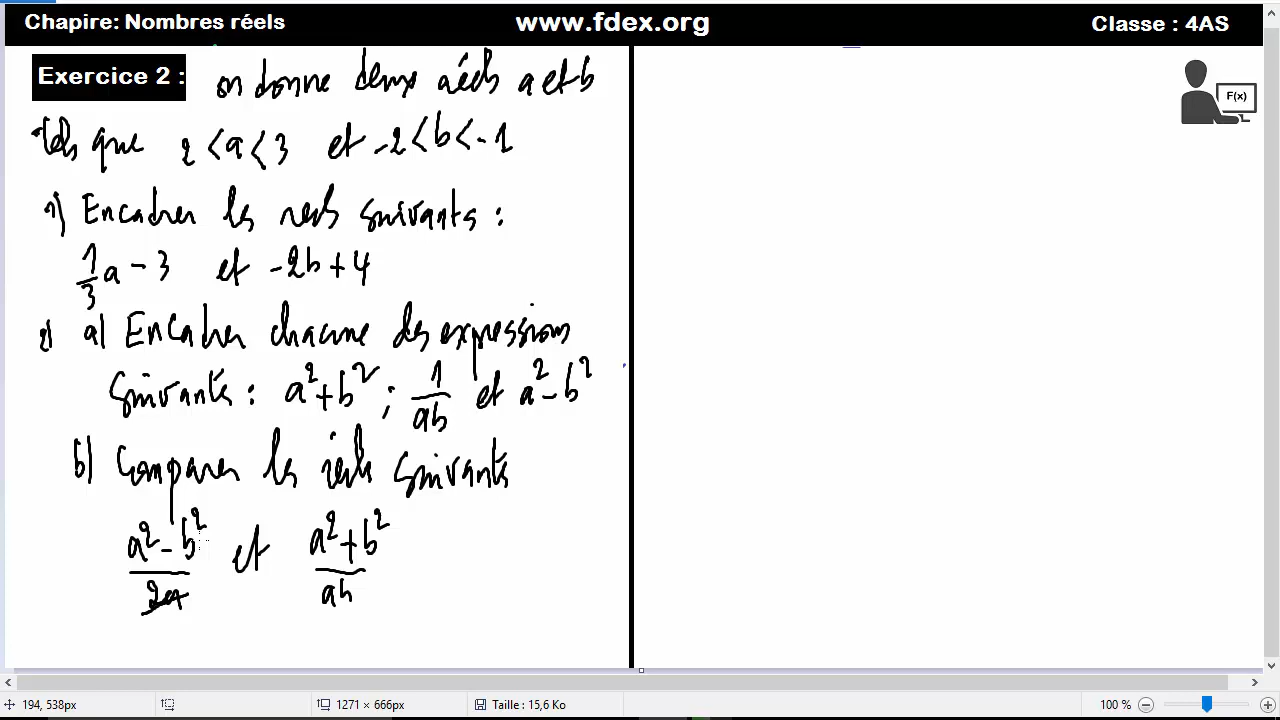 Chapire: Nombres réels
www.fdex.org
Classe : 4AS
Exercice 2 : on donne deux réels a et b
tels que 2 < a < 3 et -2 < b < -1
1) Encadrer les reels suivants :
1/3 a - 3 et -2b + 4
2) a) Encadrer chacune des expressions
suivants : a² + b² ; 1/ab et a² - b²
b) Comparer les réels suivants
a² - b² / 2a et a² + b² / ab
F(x)
194, 538px
1271 × 666px
Taille : 15,6 Ko
100 %